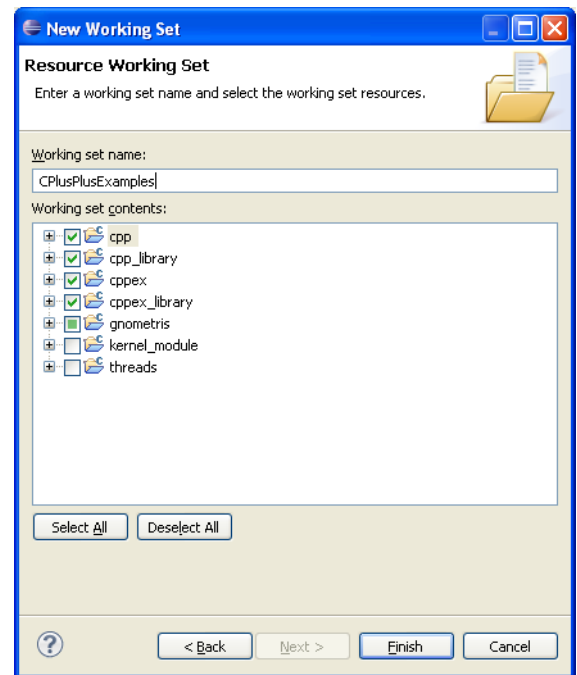 New Working Set
Resource Working Set
Enter a working set name and select the working set resources.
Working set name:
CPlusPlusExamples
Working set contents:
cpp
cpp_library
cppex
cppex_library
gnometris
kernel_module
threads
Select All
Deselect All
< Back
Next >
Finish
Cancel